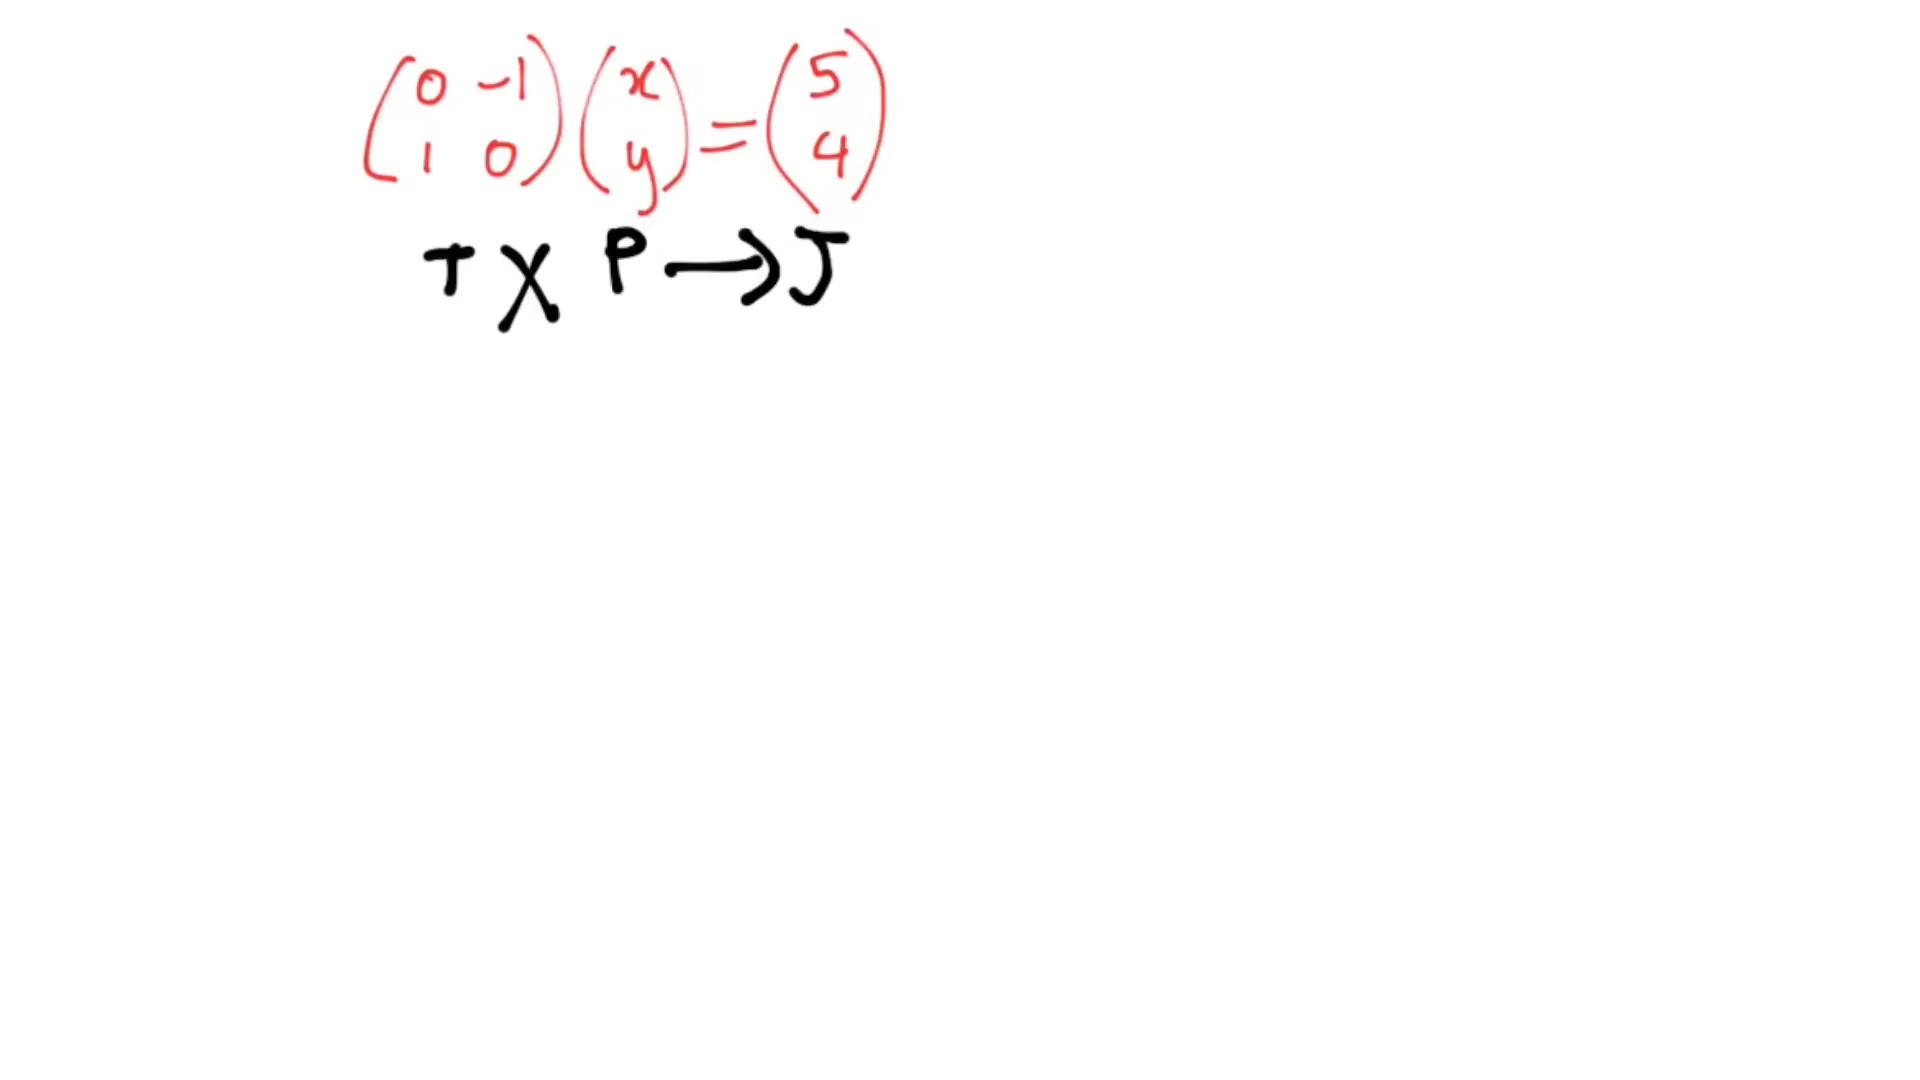 (0 -1) (x) = (5)
(1 0) (y) (4)
T X P → J